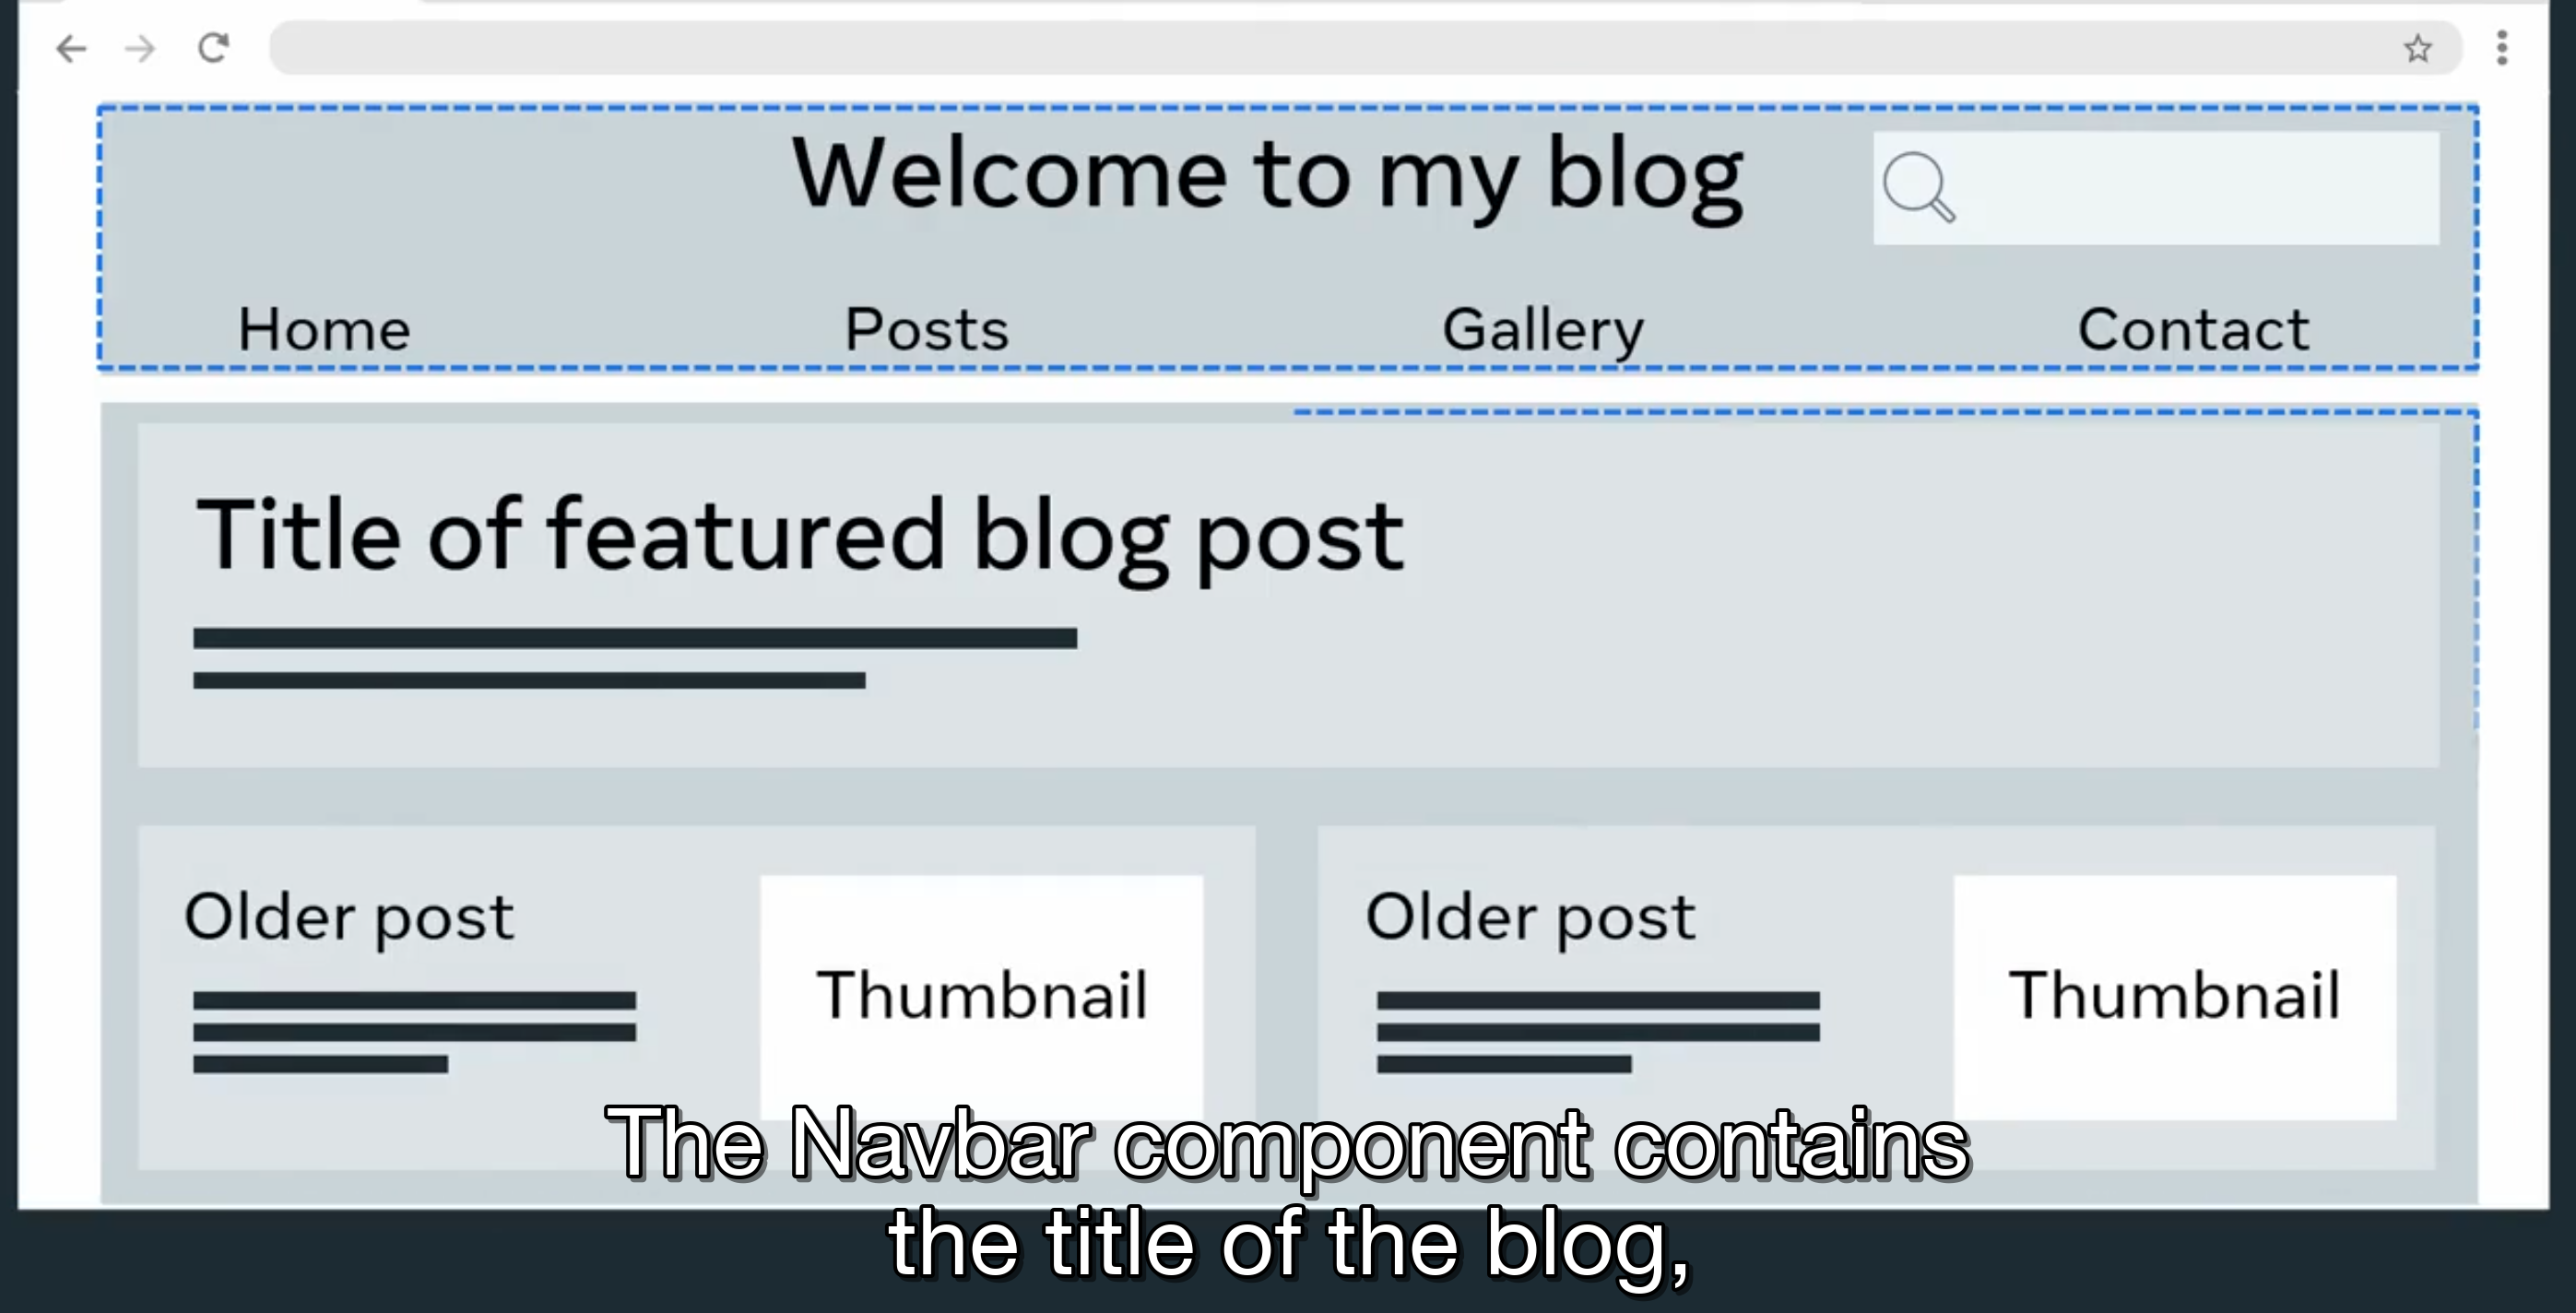 Welcome to my blog
Home Posts Gallery Contact
Title of featured blog post
Older post
Thumbnail
Older post
Thumbnail
The Navbar component contains
the title of the blog,